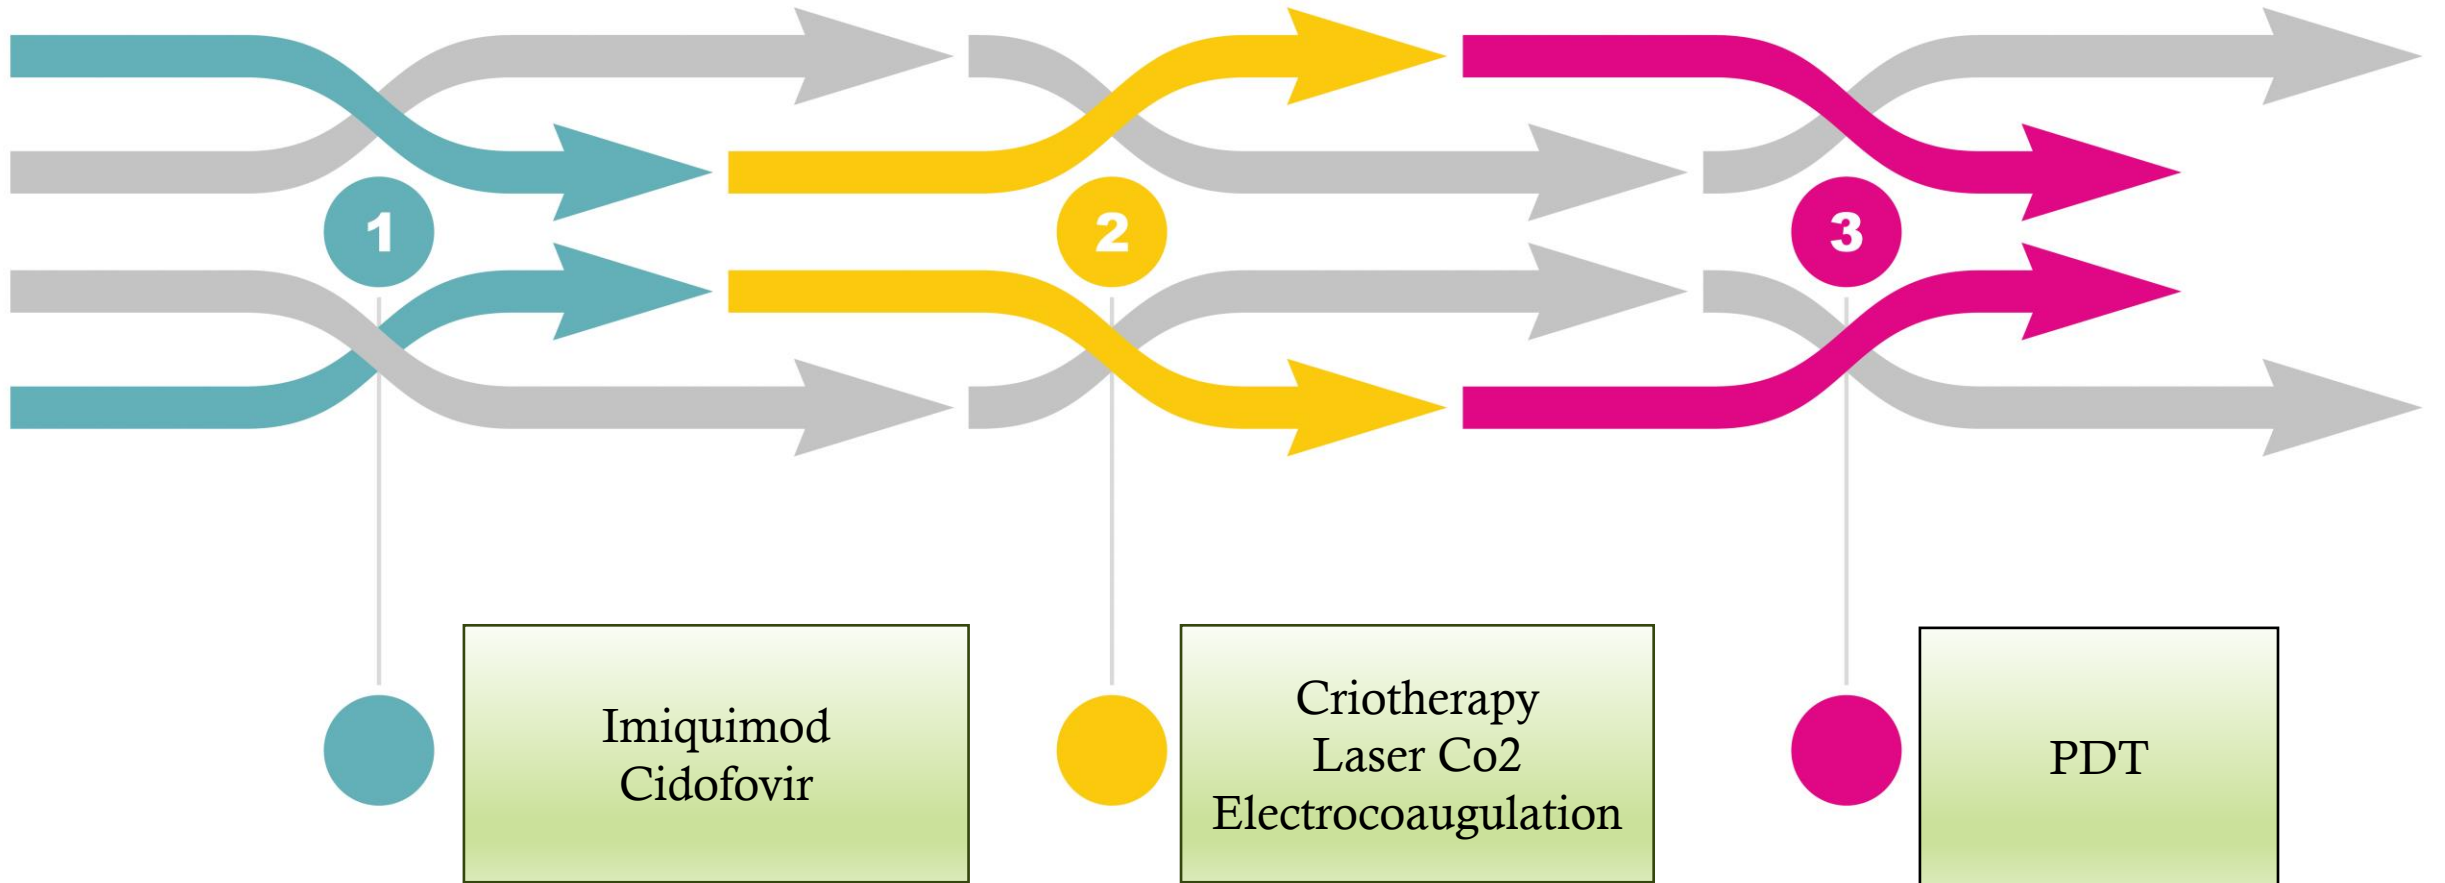 1
2
3
Imiquimod
Cidofovir
Criotherapy
Laser Co2
Electrocoaugulation
PDT